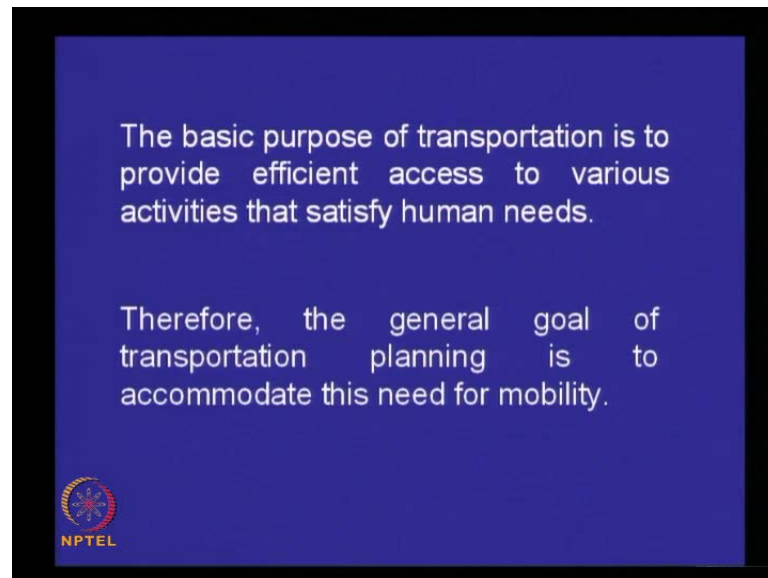 The basic purpose of transportation is to
provide efficient access to various
activities that satisfy human needs.
Therefore, the general goal of
transportation planning is to
accommodate this need for mobility.
NPTEL